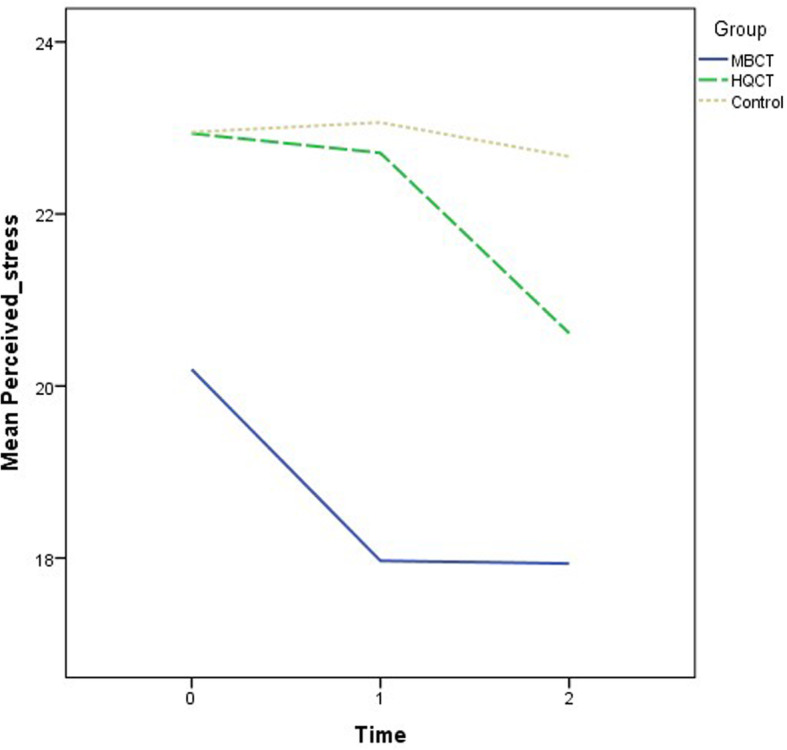 Group
MBCT
HQCT
Control
24
22
20
18
Mean Perceived_stress
0 1 2
Time